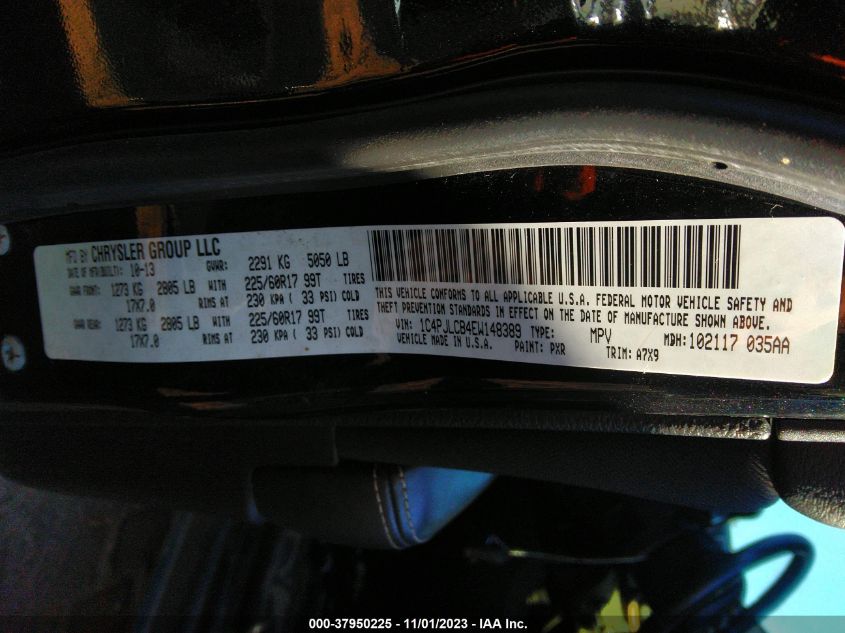 MFD BY CHRYSLER GROUP LLC
DATE OF MFR(BUILT): 10-13 GVWR: 2291 KG 5050 LB
GAWR FRONT: 1273 KG 2805 LB WITH 225/60R17 99T TIRES
17X7.0 RIMS AT 230 KPA ( 33 PSI) COLD
GAWR REAR: 1273 KG 2805 LB WITH 225/60R17 99T TIRES
17X7.0 RIMS AT 230 KPA ( 33 PSI) COLD
THIS VEHICLE CONFORMS TO ALL APPLICABLE U.S.A. FEDERAL MOTOR VEHICLE SAFETY AND
THEFT PREVENTION STANDARDS IN EFFECT ON THE DATE OF MANUFACTURE SHOWN ABOVE.
VIN: 1C4PJLCB4EW148389 TYPE: MPV MDH: 102117 035AA
VEHICLE MADE IN U.S.A. PAINT: PXR TRIM: A7X9
000-37950225 - 11/01/2023 - IAA Inc.